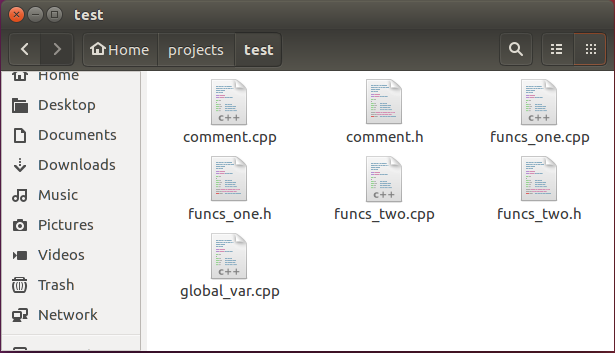 test
Home projects test
Home
Desktop
Documents
Downloads
Music
Pictures
Videos
Trash
Network
c++ c++
comment.cpp comment.h funcs_one.cpp
c++
funcs_one.h funcs_two.cpp funcs_two.h
c++
global_var.cpp